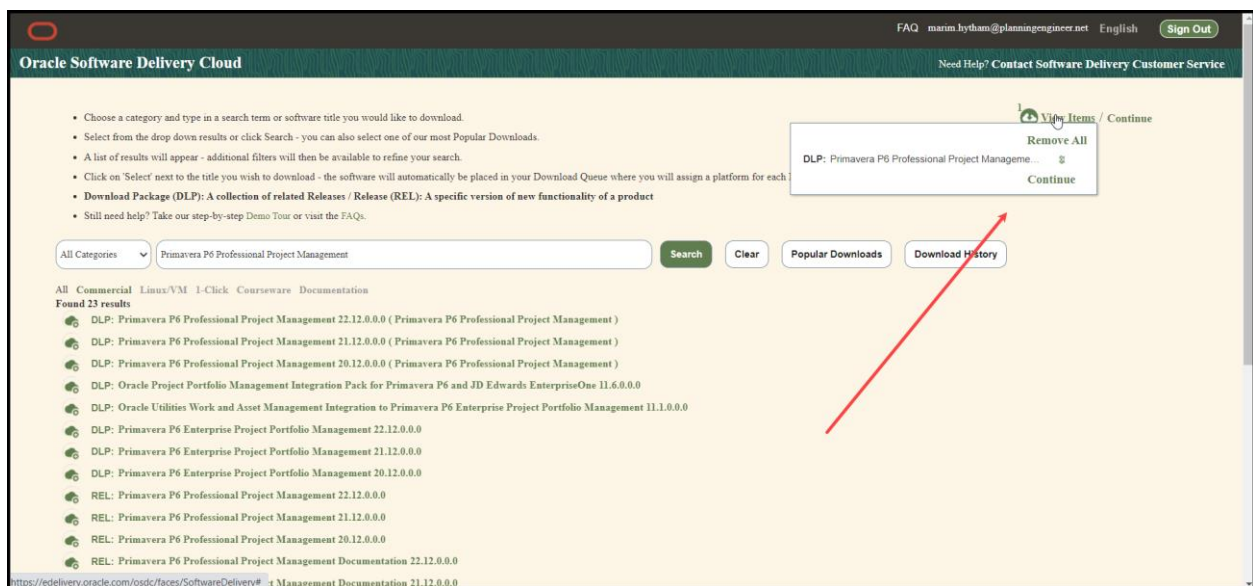 FAQ marim.hytham@planningengineer.net English Sign Out
Oracle Software Delivery Cloud Need Help? Contact Software Delivery Customer Service
1 View Items / Continue
Remove All
DLP: Primavera P6 Professional Project Manageme...
Continue
• Choose a category and type in a search term or software title you would like to download.
• Select from the drop down results or click Search - you can also select one of our most Popular Downloads.
• A list of results will appear - additional filters will then be available to refine your search.
• Click on 'Select' next to the title you wish to download - the software will automatically be placed in your Download Queue where you will assign a platform for each
• Download Package (DLP): A collection of related Releases / Release (REL): A specific version of new functionality of a product
• Still need help? Take our step-by-step Demo Tour or visit the FAQs.
All Categories Primavera P6 Professional Project Management Search Clear Popular Downloads Download History
All Commercial Linux/VM 1-Click Courseware Documentation
Found 23 results
DLP: Primavera P6 Professional Project Management 22.12.0.0.0 ( Primavera P6 Professional Project Management )
DLP: Primavera P6 Professional Project Management 21.12.0.0.0 ( Primavera P6 Professional Project Management )
DLP: Primavera P6 Professional Project Management 20.12.0.0.0 ( Primavera P6 Professional Project Management )
DLP: Oracle Project Portfolio Management Integration Pack for Primavera P6 and JD Edwards EnterpriseOne 11.6.0.0.0
DLP: Oracle Utilities Work and Asset Management Integration to Primavera P6 Enterprise Project Portfolio Management 11.1.0.0.0
DLP: Primavera P6 Enterprise Project Portfolio Management 22.12.0.0.0
DLP: Primavera P6 Enterprise Project Portfolio Management 21.12.0.0.0
DLP: Primavera P6 Enterprise Project Portfolio Management 20.12.0.0.0
REL: Primavera P6 Professional Project Management 22.12.0.0.0
REL: Primavera P6 Professional Project Management 21.12.0.0.0
REL: Primavera P6 Professional Project Management 20.12.0.0.0
REL: Primavera P6 Professional Project Management Documentation 22.12.0.0.0
https://edelivery.oracle.com/osdc/faces/SoftwareDelivery# Management Documentation 21.12.0.0.0